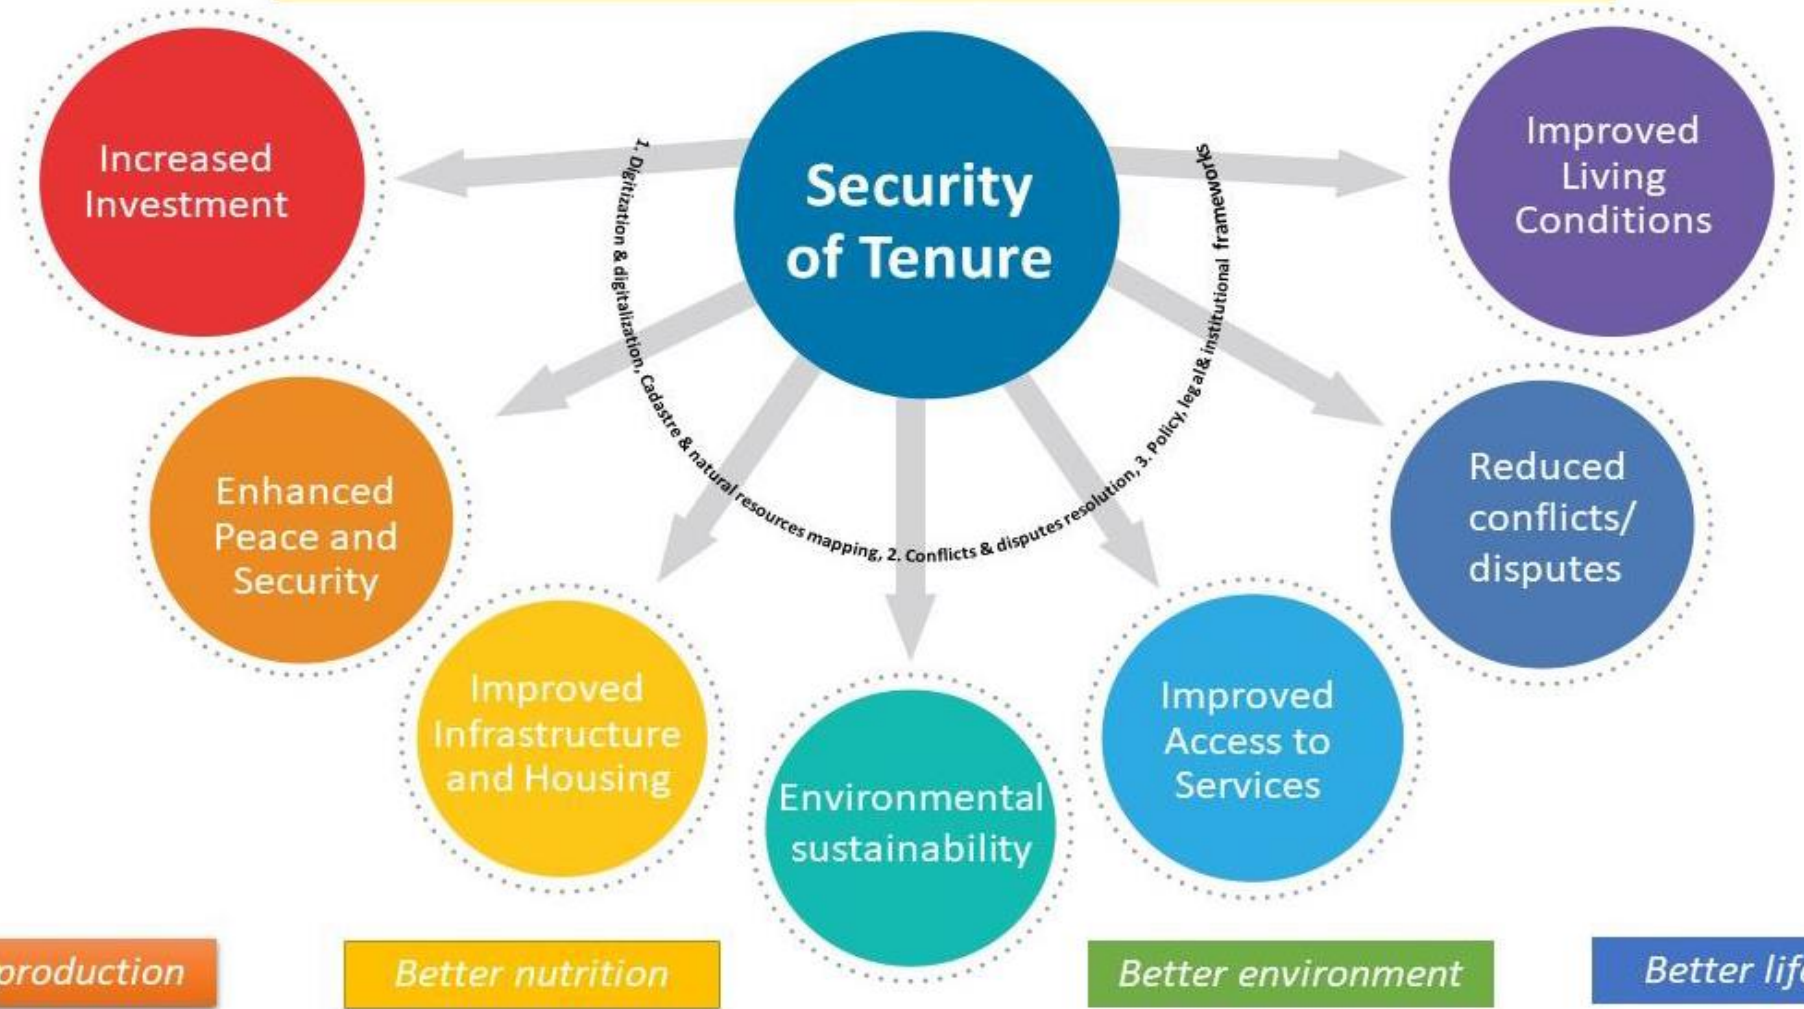 Security
of Tenure
Increased
Investment
Enhanced
Peace and
Security
Improved
Infrastructure
and Housing
Environmental
sustainability
Improved
Access to
Services
Reduced
conflicts/
disputes
Improved
Living
Conditions
1. Digitization & digitalization, Cadastre & natural resources mapping, 2. Conflicts & disputes resolution, 3. Policy, legal& institutional frameworks
production
Better nutrition
Better environment
Better